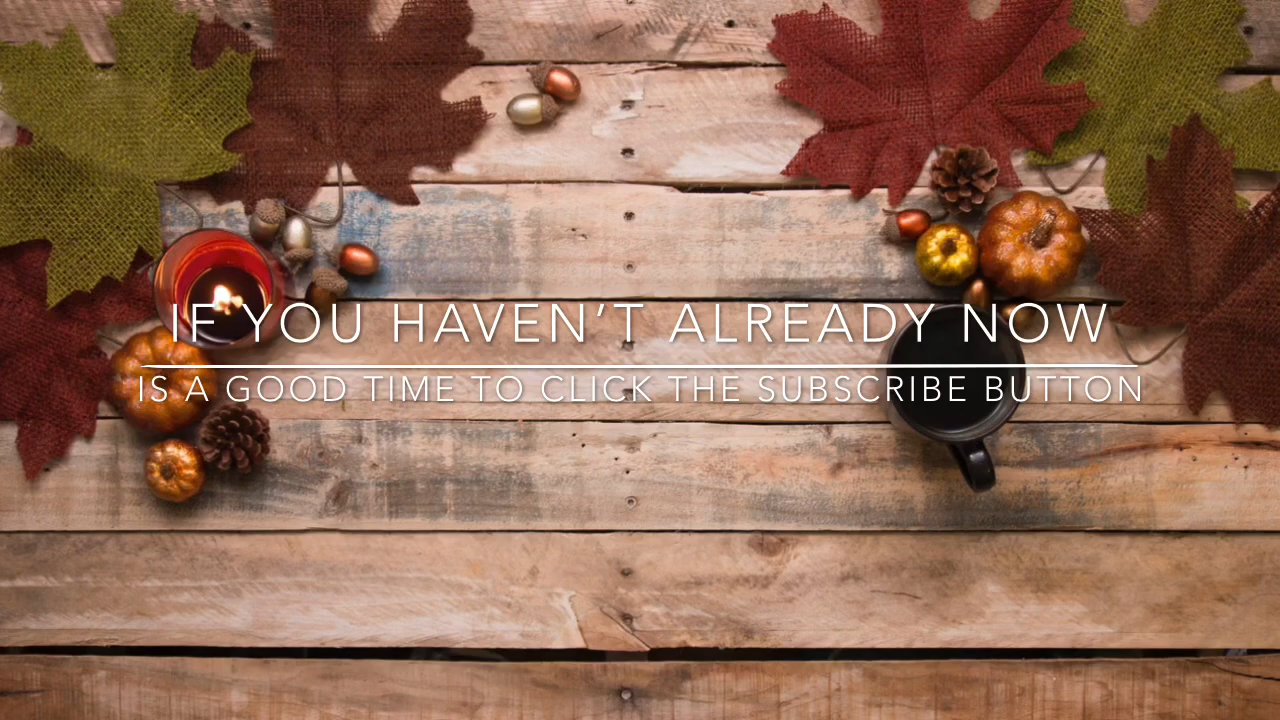 IF YOU HAVEN’T ALREADY NOW
IS A GOOD TIME TO CLICK THE SUBSCRIBE BUTTON